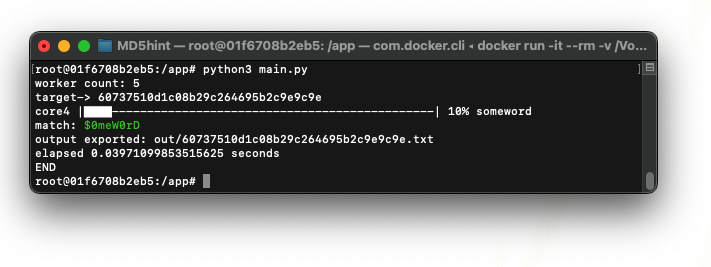 MD5hint — root@01f6708b2eb5: /app — com.docker.cli ◂ docker run -it --rm -v /Vo...
[root@01f6708b2eb5:/app# python3 main.py ]
worker count: 5
target-> 60737510d1c08b29c264695b2c9e9c9e
core4 |████----------------------------------------------| 10% someword
match: $0meW0rD
output exported: out/60737510d1c08b29c264695b2c9e9c9e.txt
elapsed 0.03971099853515625 seconds
END
root@01f6708b2eb5:/app#